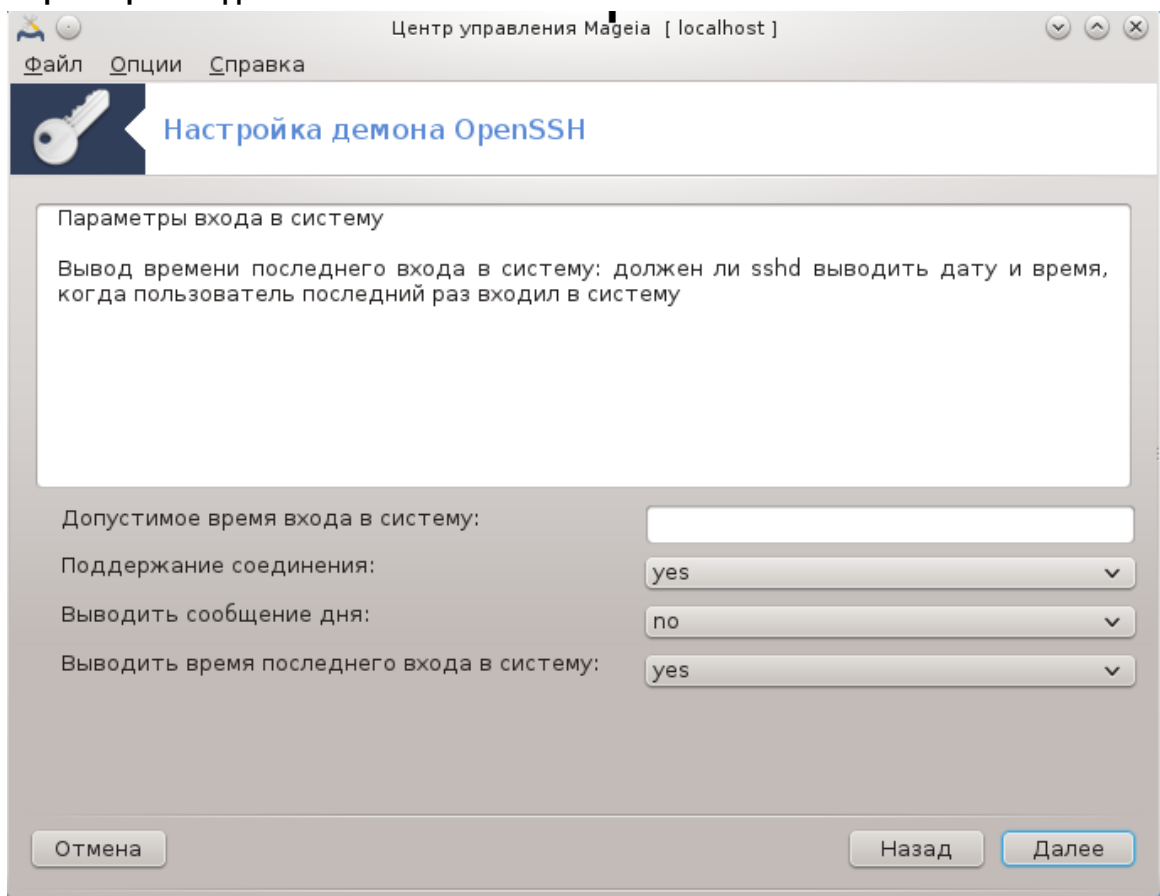 Центр управления Mageia [ localhost ]
Файл Опции Справка
Настройка демона OpenSSH
Параметры входа в систему
Вывод времени последнего входа в систему: должен ли sshd выводить дату и время,
когда пользователь последний раз входил в систему
Допустимое время входа в систему:
Поддержание соединения: yes
Выводить сообщение дня: no
Выводить время последнего входа в систему: yes
Отмена Назад Далее